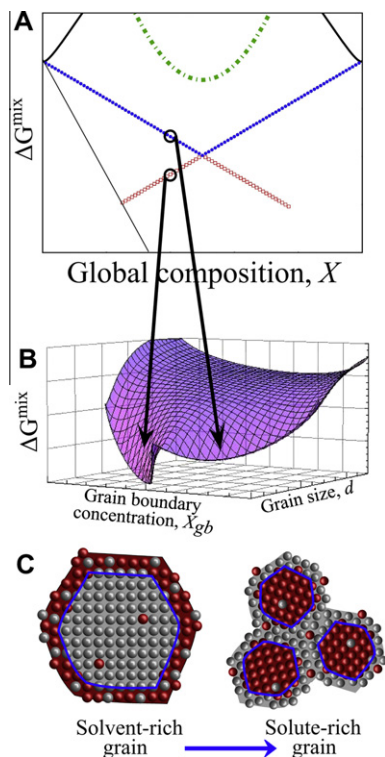 A
ΔG^mix
Global composition, X
B
ΔG^mix
Grain boundary
concentration, X_gb
Grain size, d
C
Solvent-rich
grain
Solute-rich
grain